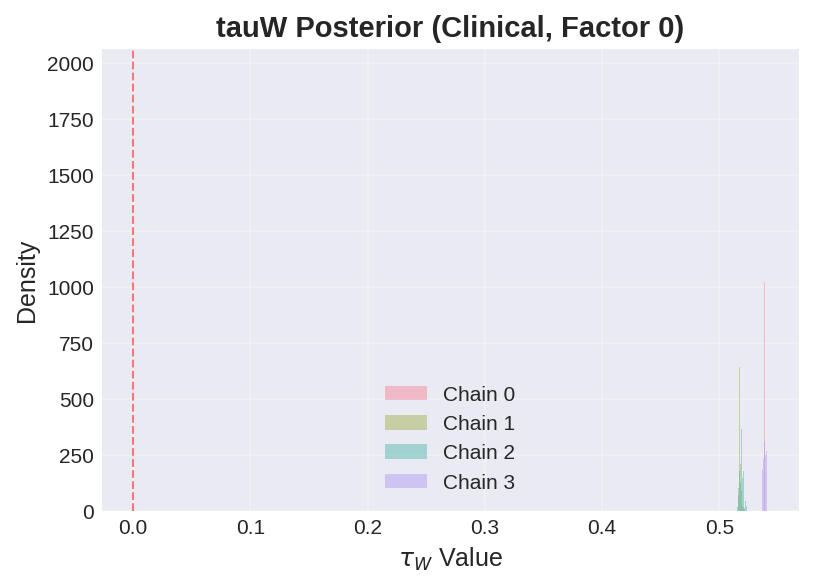 tauW Posterior (Clinical, Factor 0)
Density
2000
1750
1500
1250
1000
750
500
250
0
Chain 0
Chain 1
Chain 2
Chain 3
0.0 0.1 0.2 0.3 0.4 0.5
τ_W Value